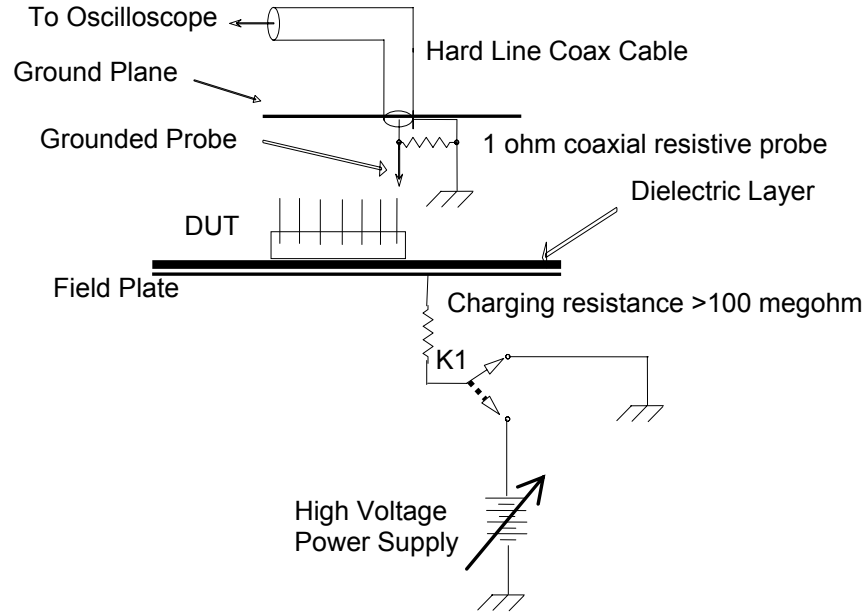 To Oscilloscope
Hard Line Coax Cable
Ground Plane
Grounded Probe
1 ohm coaxial resistive probe
Dielectric Layer
DUT
Field Plate
Charging resistance >100 megohm
K1
High Voltage
Power Supply